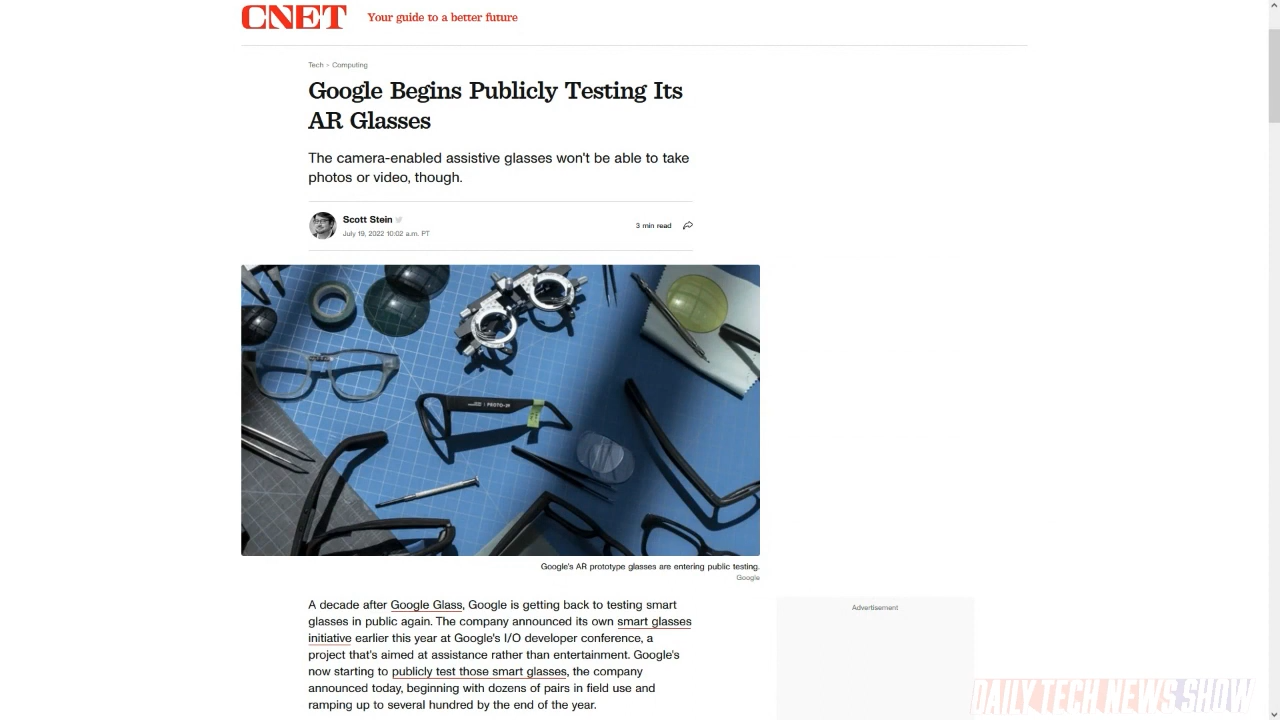 CNET
Your guide to a better future
Tech > Computing
Google Begins Publicly Testing Its
AR Glasses
The camera-enabled assistive glasses won't be able to take
photos or video, though.
Scott Stein
July 19, 2022 10:02 a.m. PT
3 min read
PROTO-29
Google's AR prototype glasses are entering public testing.
Google
A decade after Google Glass, Google is getting back to testing smart
glasses in public again. The company announced its own smart glasses
initiative earlier this year at Google's I/O developer conference, a
project that's aimed at assistance rather than entertainment. Google's
now starting to publicly test those smart glasses, the company
announced today, beginning with dozens of pairs in field use and
ramping up to several hundred by the end of the year.
Advertisement
DAILY TECH NEWS SHOW